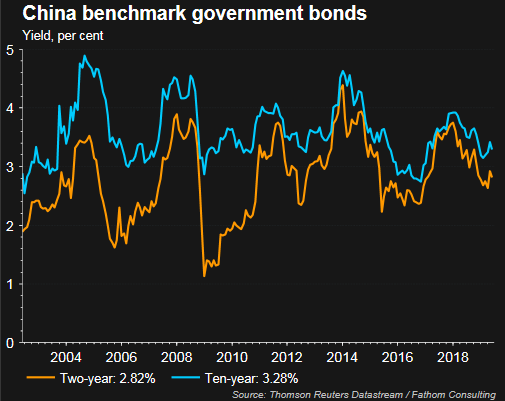 China benchmark government bonds
Yield, per cent
5
4
3
2
1
0
2004 2006 2008 2010 2012 2014 2016 2018
Two-year: 2.82% Ten-year: 3.28%
Source: Thomson Reuters Datastream / Fathom Consulting